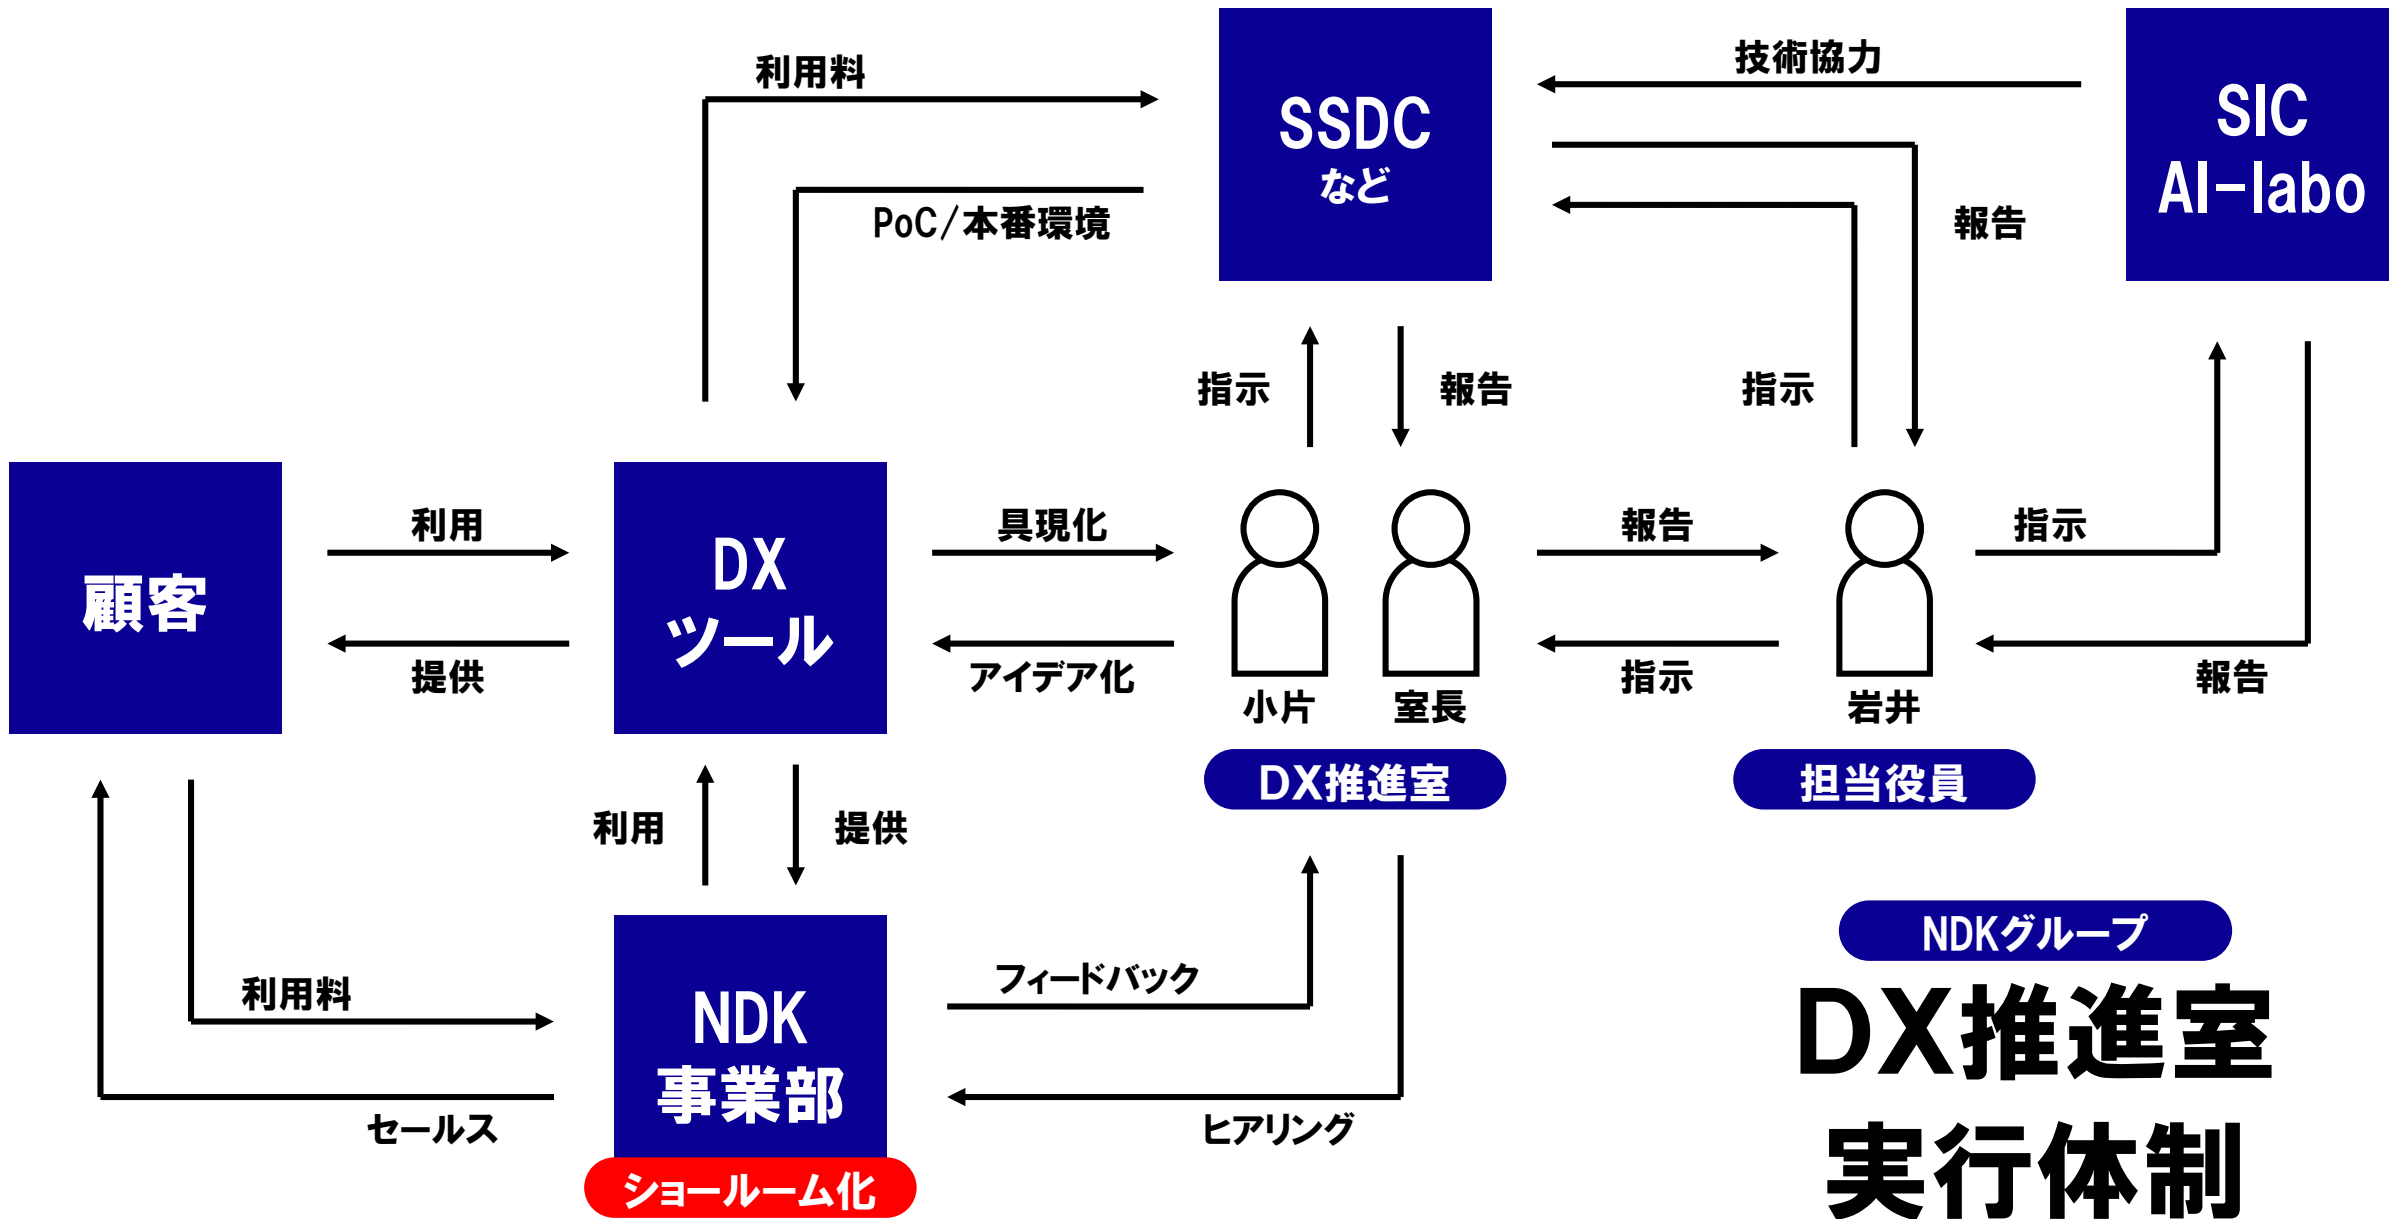 利用料
技術協力
SSDC
など
SIC
AI-labo
PoC/本番環境
報告
指示
報告
指示
顧客
利用
提供
DX
ツール
具現化
アイデア化
小片
室長
DX推進室
報告
指示
岩井
担当役員
指示
報告
利用
提供
利用料
セールス
NDK
事業部
ショールーム化
フィードバック
ヒアリング
NDKグループ
DX推進室
実行体制